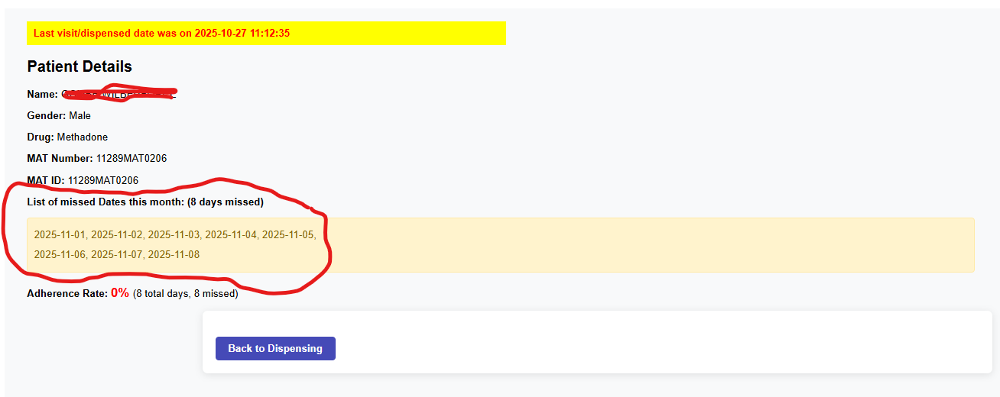 Last visit/dispensed date was on 2025-10-27 11:12:35
Patient Details
Name:
Gender: Male
Drug: Methadone
MAT Number: 11289MAT0206
MAT ID: 11289MAT0206
List of missed Dates this month: (8 days missed)
2025-11-01, 2025-11-02, 2025-11-03, 2025-11-04, 2025-11-05,
2025-11-06, 2025-11-07, 2025-11-08
Adherence Rate: 0% (8 total days, 8 missed)
Back to Dispensing